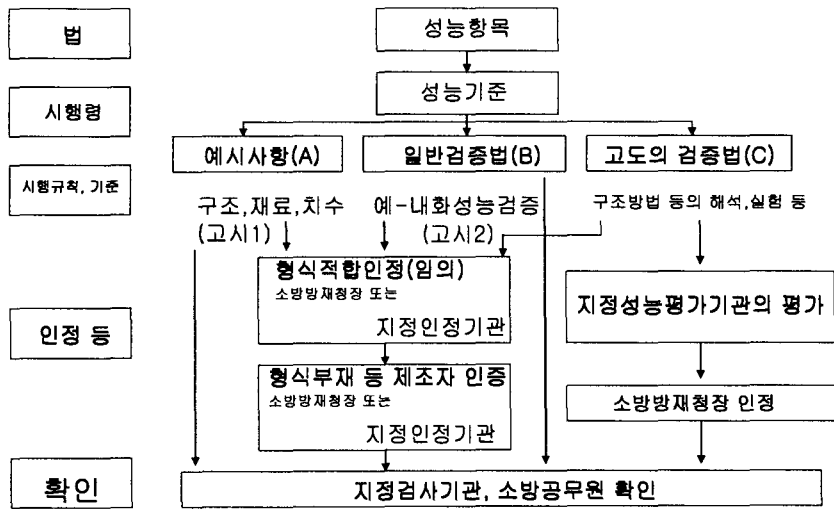 법
성능항목
시행령
성능기준
예시사항(A)
일반검증법(B)
고도의 검증법(C)
시행규칙, 기준
구조,재료,치수
(고시1)
예-내화성능검증
(고시2)
구조방법 등의 해석,실험 등
형식적합인정(임의)
소방방재청장 또는
지정인정기관
지정성능평가기관의 평가
인정 등
형식부재 등 제조자 인증
소방방재청장 또는
지정인정기관
소방방재청장 인정
확인
지정검사기관, 소방공무원 확인